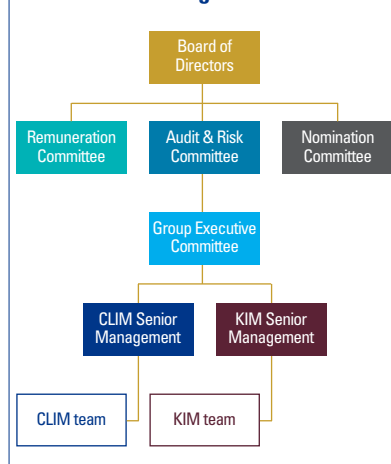 Board of
Directors
Remuneration
Committee
Audit & Risk
Committee
Nomination
Committee
Group Executive
Committee
CLIM Senior
Management
KIM Senior
Management
CLIM team
KIM team